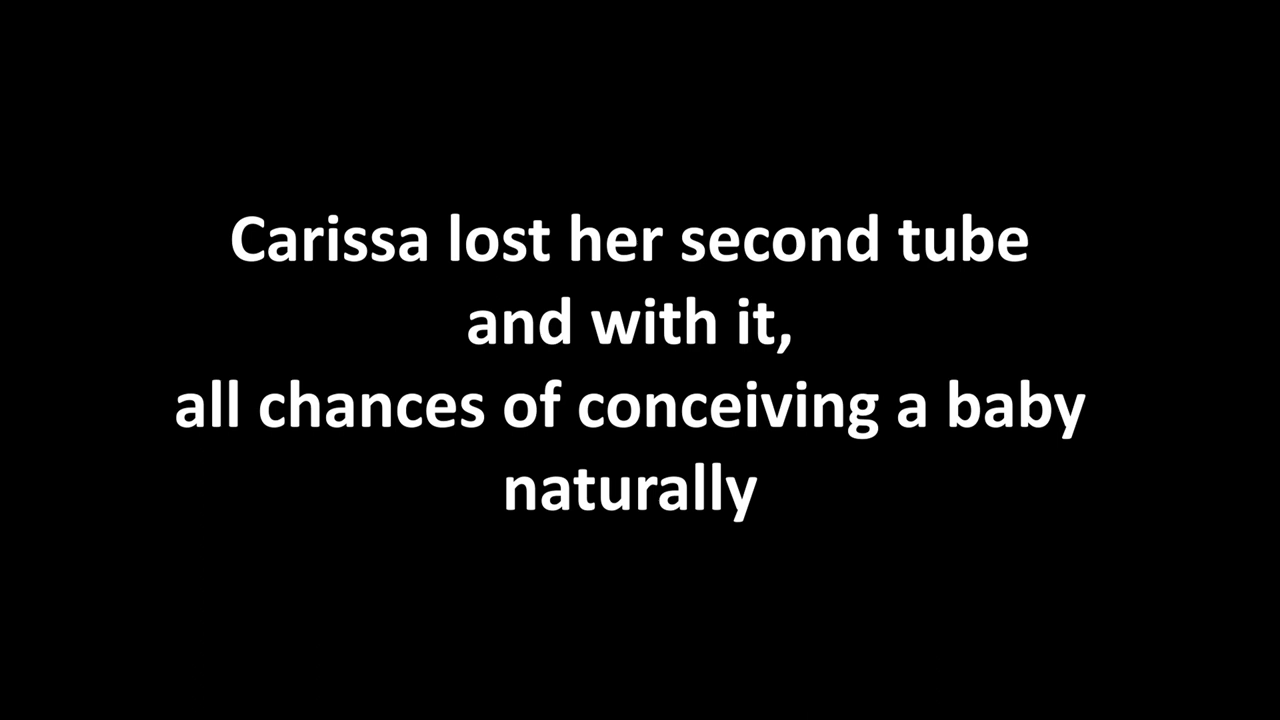 Carissa lost her second tube
and with it,
all chances of conceiving a baby
naturally